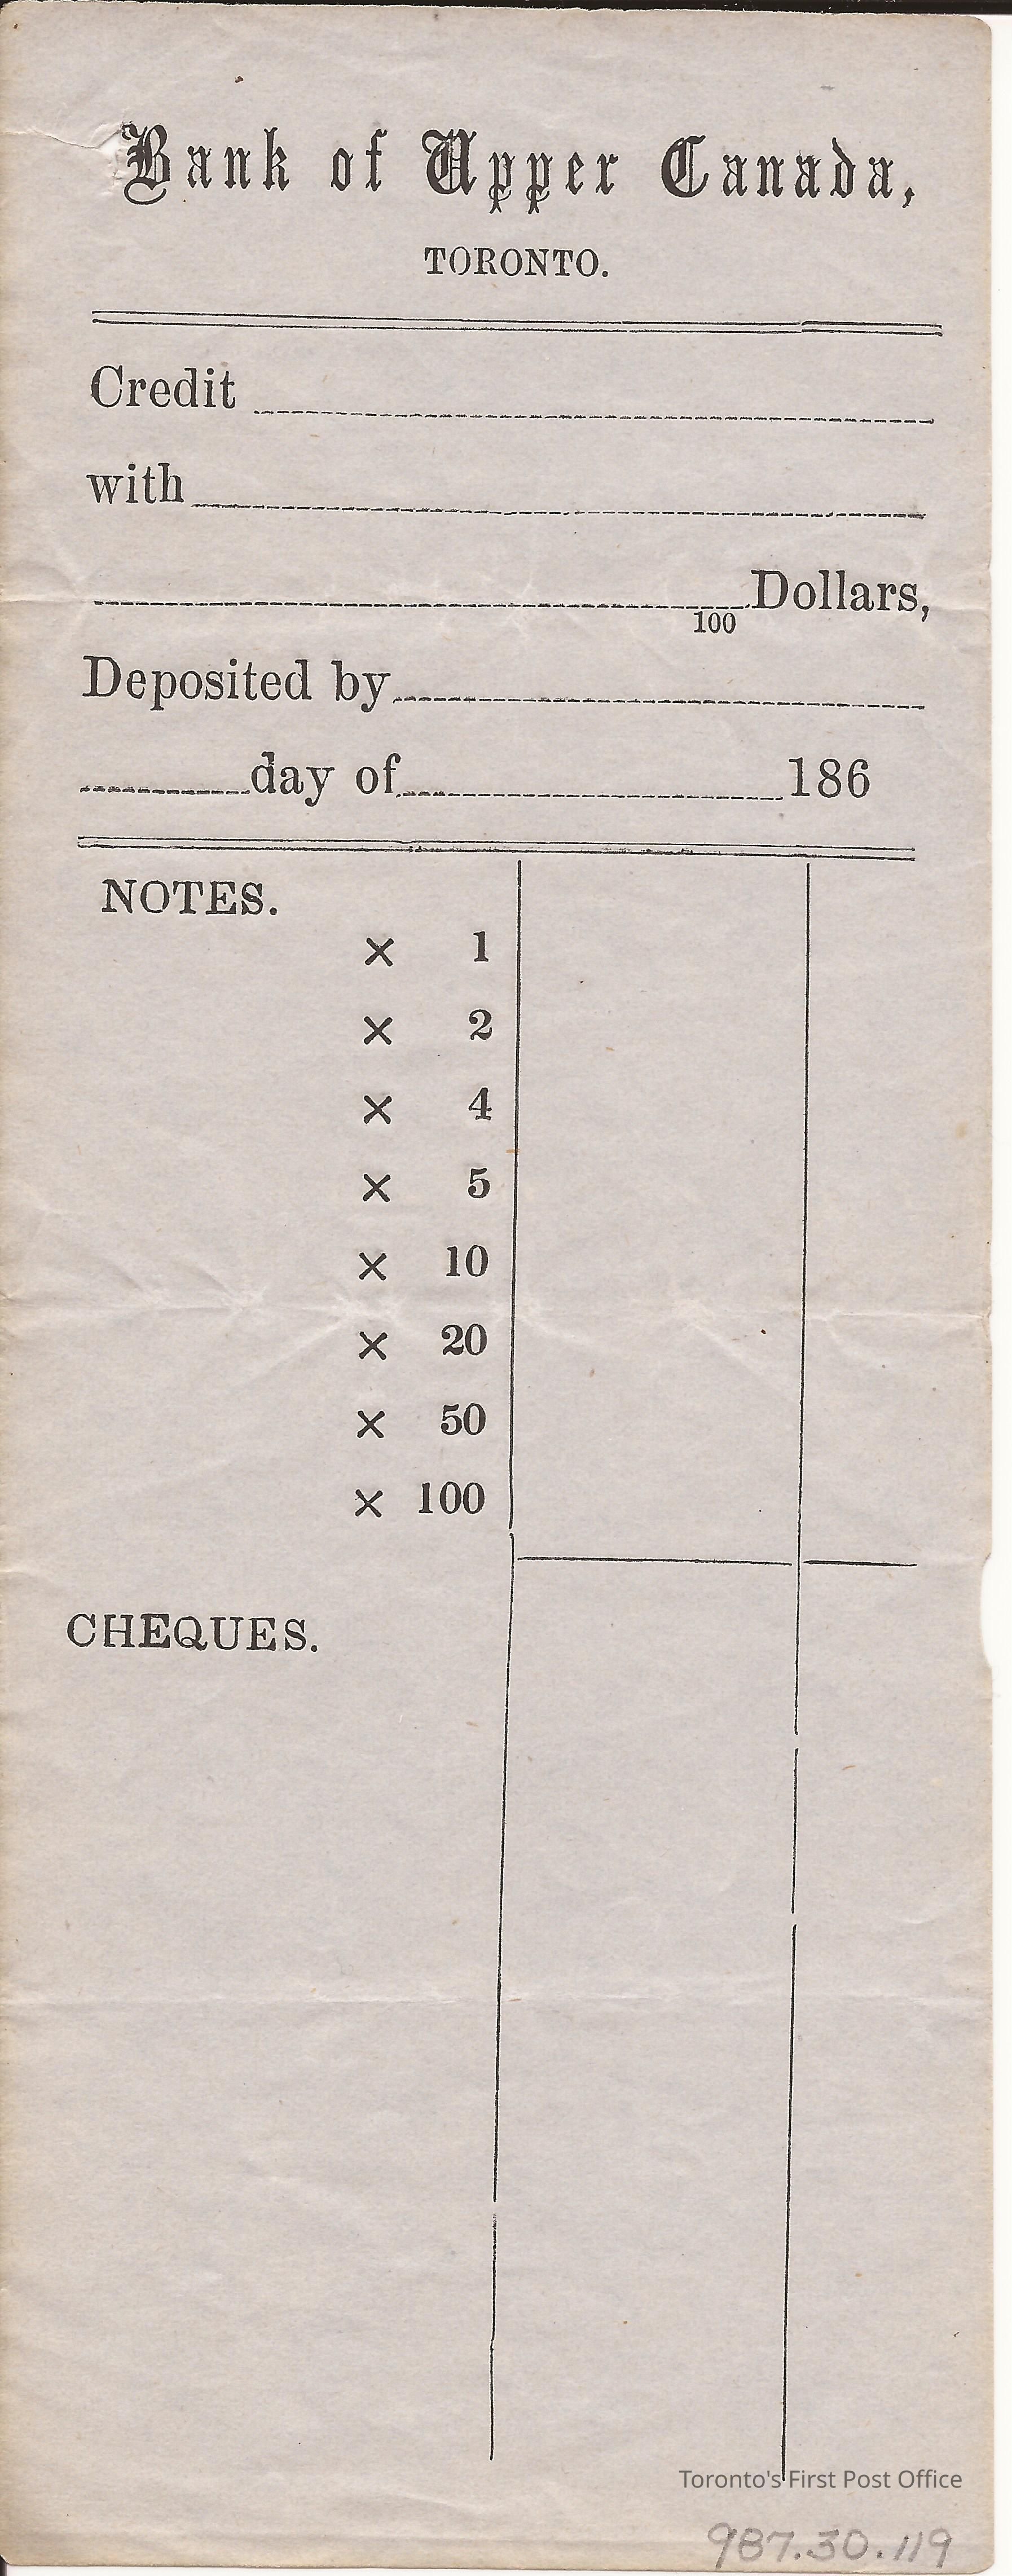 Bank of Upper Canada,
TORONTO.
Credit
with
Dollars,
100
Deposited by
day of 186
NOTES.
× 1
× 2
× 4
× 5
× 10
× 20
× 50
× 100
CHEQUES.
Toronto's First Post Office
987.30.119